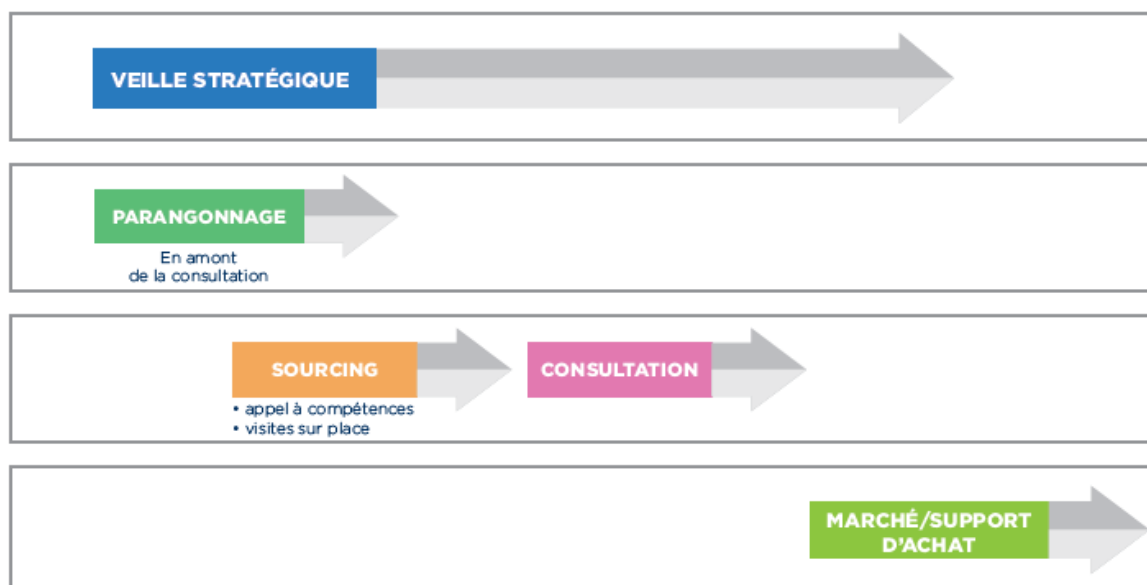 VEILLE STRATÉGIQUE
PARANGONNAGE
En amont
de la consultation
SOURCING
• appel à compétences
• visites sur place
CONSULTATION
MARCHÉ/SUPPORT
D'ACHAT